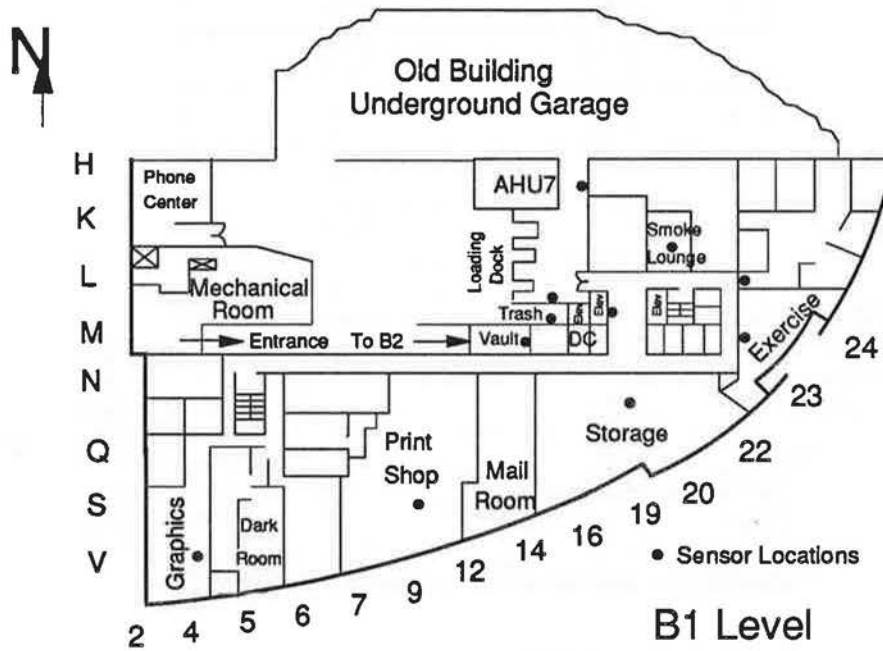 N
Old Building
Underground Garage
H
Phone
Center
AHU7
K
Smoke
Lounge
L
Loading
Dock
Mechanical
Room
Trash
Elev
Elev
Elev
M
Entrance
To B2
Vault
DC
Exercise
24
N
23
Q
Print
Shop
Storage
22
S
Mail
Room
20
19
Graphics
Dark
Room
16
V
14
12
9
7
6
5
4
2
Sensor Locations
B1 Level